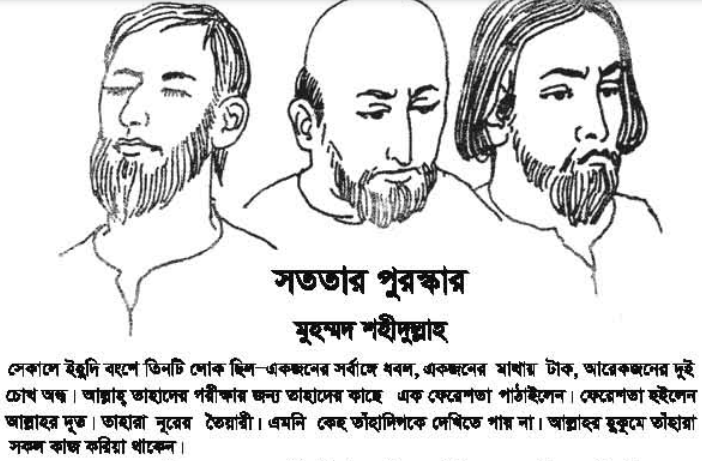 সততার পুরস্কার
মুহম্মদ শহীদুল্লাহ
সেকালে ইহুদি বংশে তিনটি লোক ছিল–একজনের সর্বাঙ্গে ধবল, একজনের মাথায় টাক, আরেকজনের দুই
চোখ অন্ধ। আল্লাহ্ তাহাদের পরীক্ষার জন্য তাহাদের কাছে এক ফেরেশতা পাঠাইলেন। ফেরেশতা হইলেন
আল্লাহর দূত। তাহারা নূরের তৈয়ারী। এমনি কেহ তাঁহাদিগকে দেখিতে পায় না। আল্লাহর হুকুমে তাঁহারা
সকল কাজ করিয়া থাকেন।